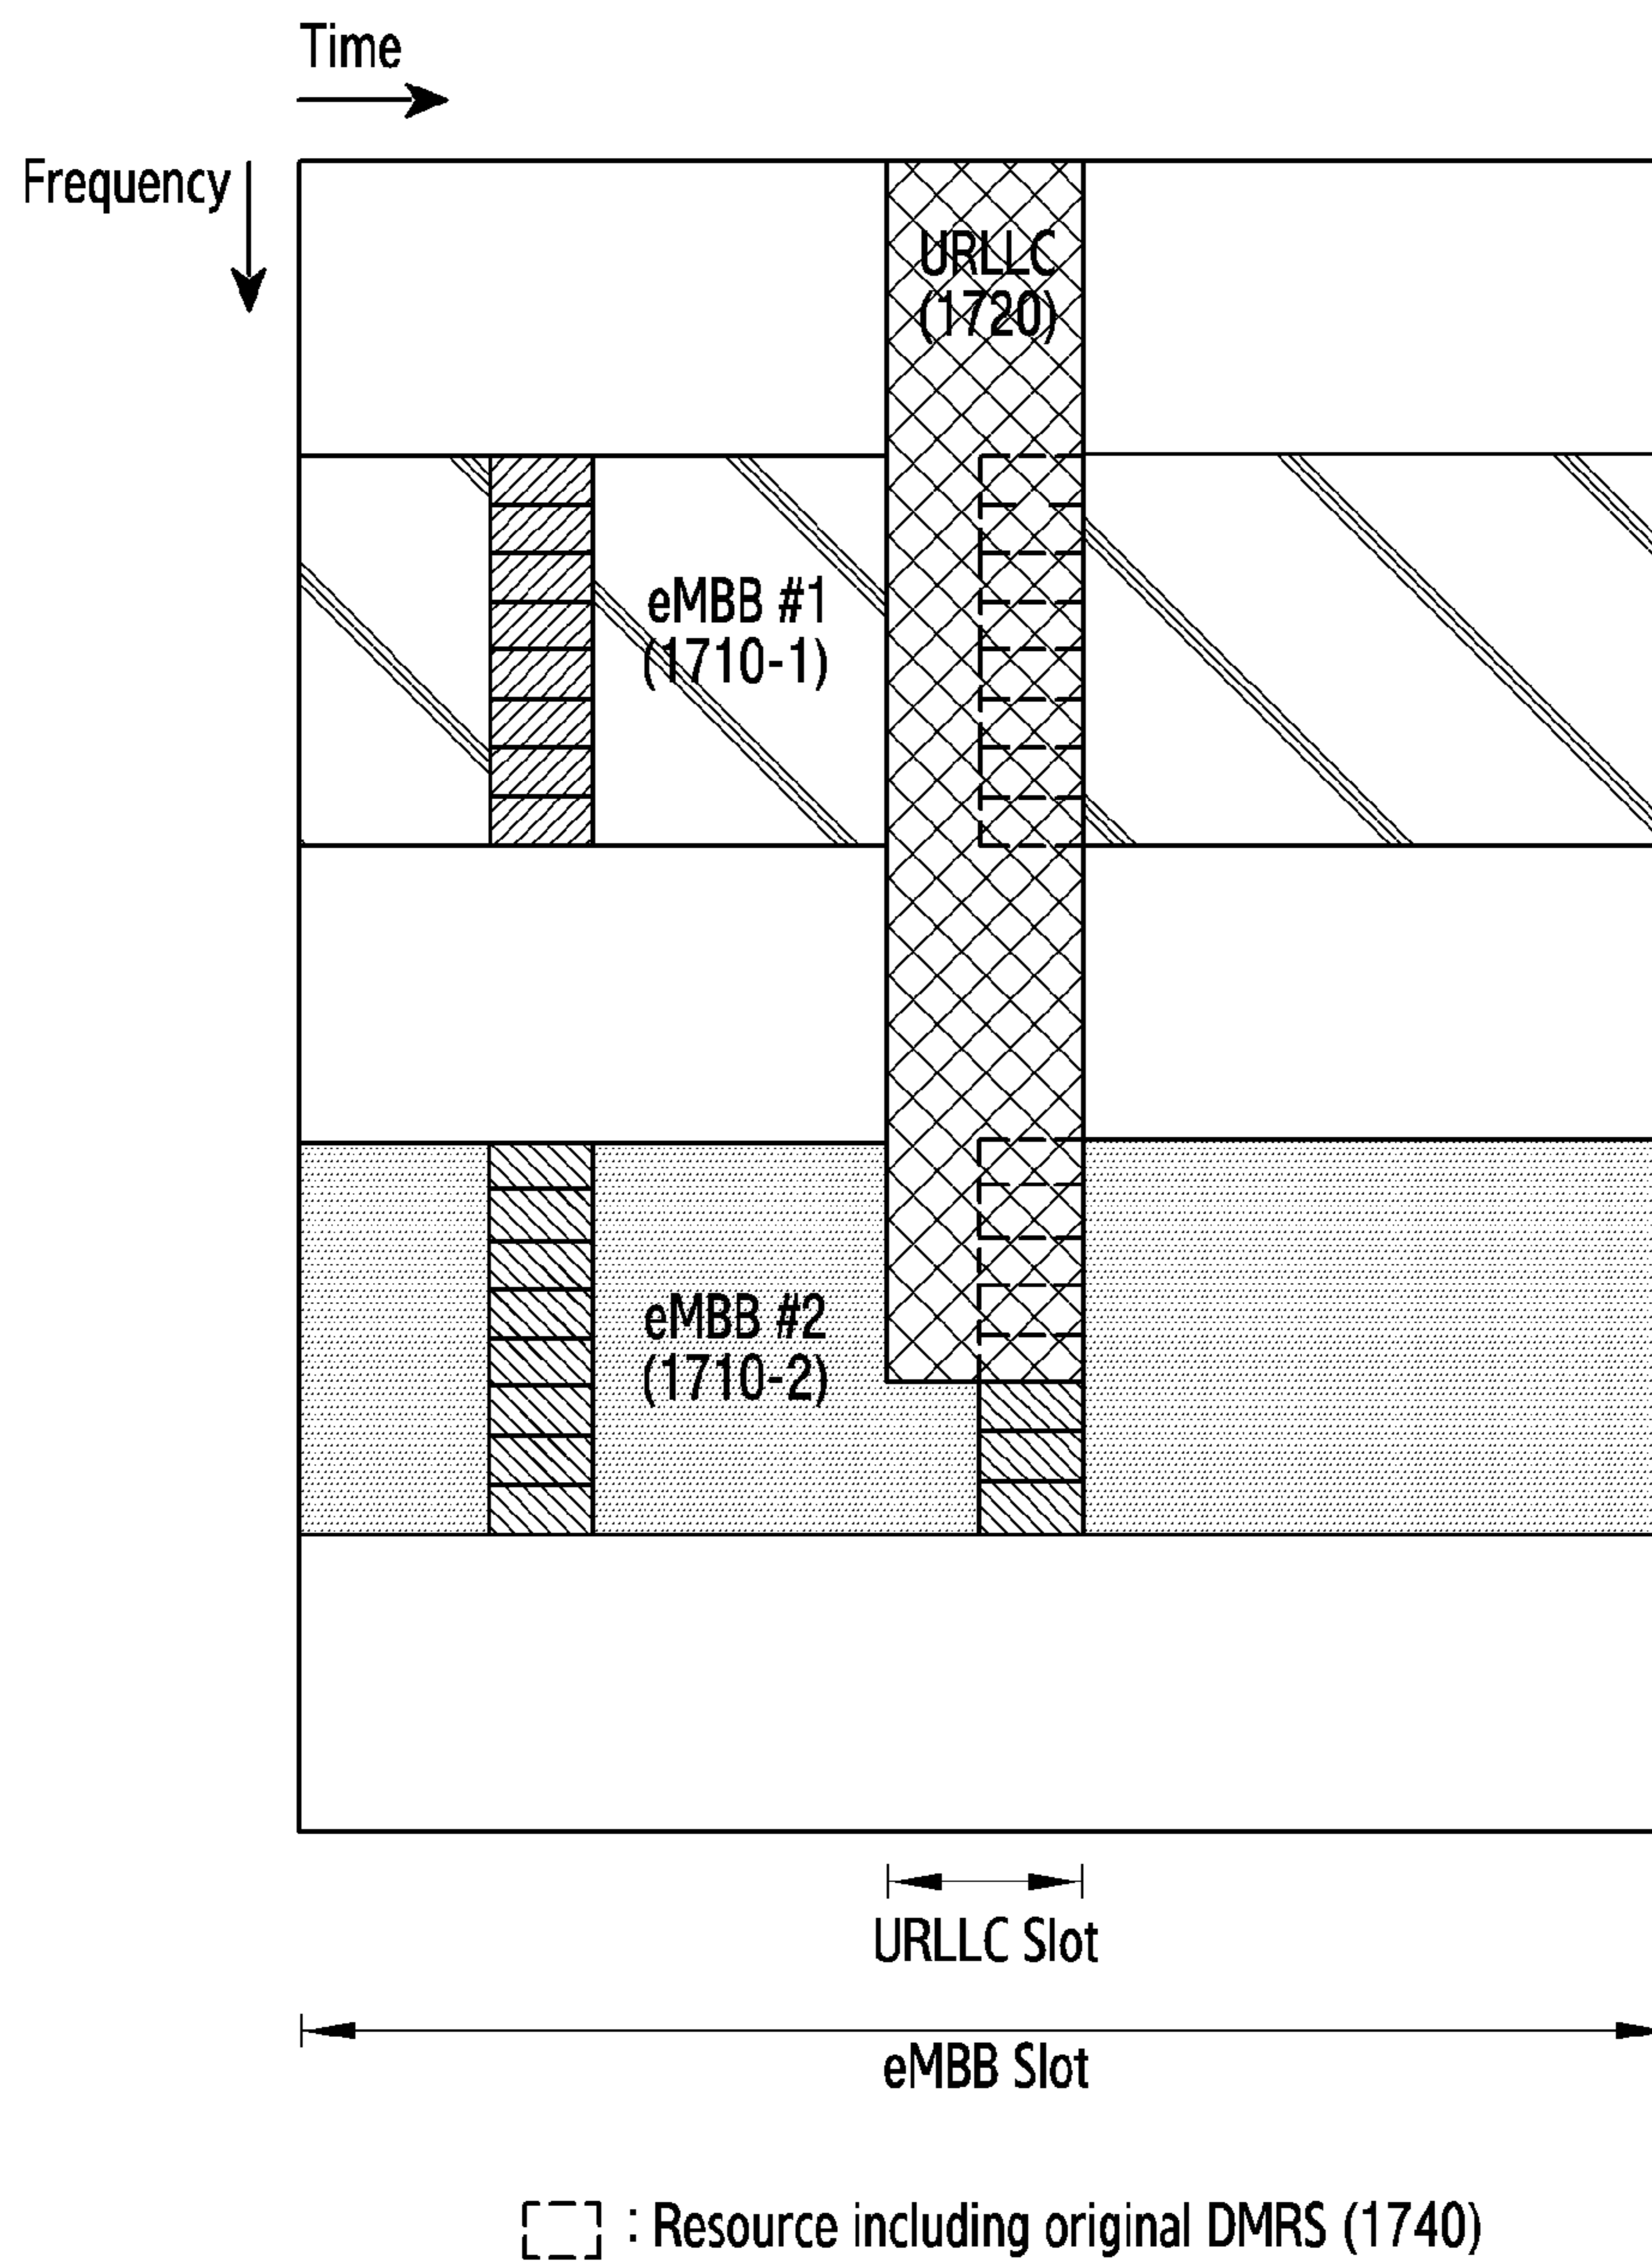 Time
Frequency
URLLC
(1720)
eMBB #1
(1710-1)
eMBB #2
(1710-2)
URLLC Slot
eMBB Slot
: Resource including original DMRS (1740)